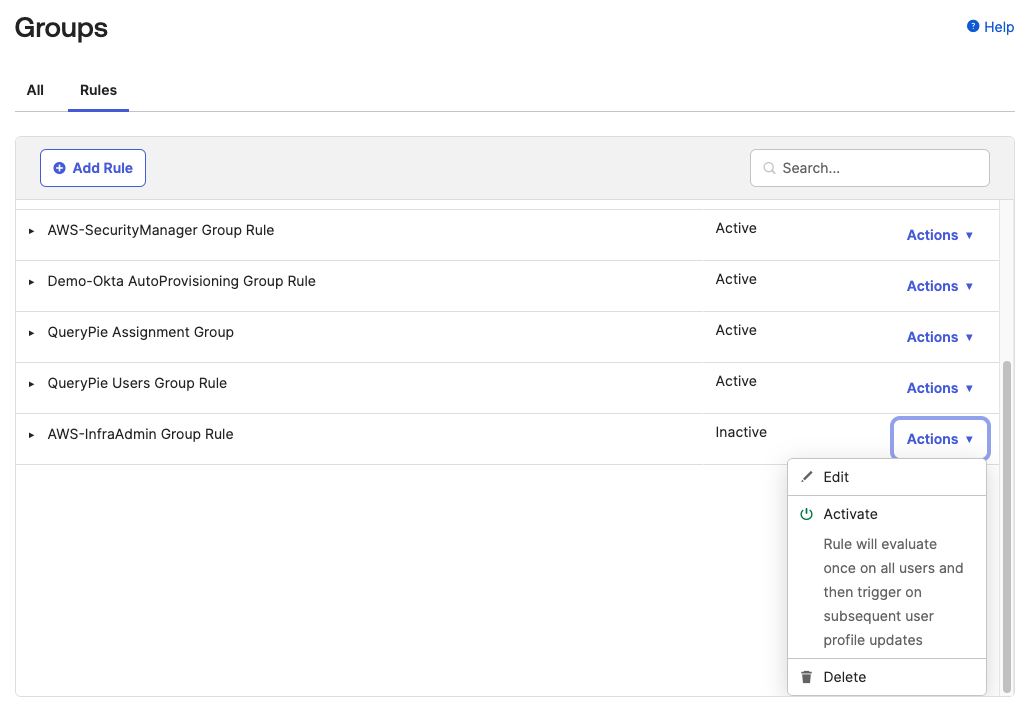 Groups
Help
All
Rules
Add Rule
Search...
AWS-SecurityManager Group Rule
Active
Actions
Demo-Okta AutoProvisioning Group Rule
Active
Actions
QueryPie Assignment Group
Active
Actions
QueryPie Users Group Rule
Active
Actions
AWS-InfraAdmin Group Rule
Inactive
Actions
Edit
Activate
Rule will evaluate
once on all users and
then trigger on
subsequent user
profile updates
Delete